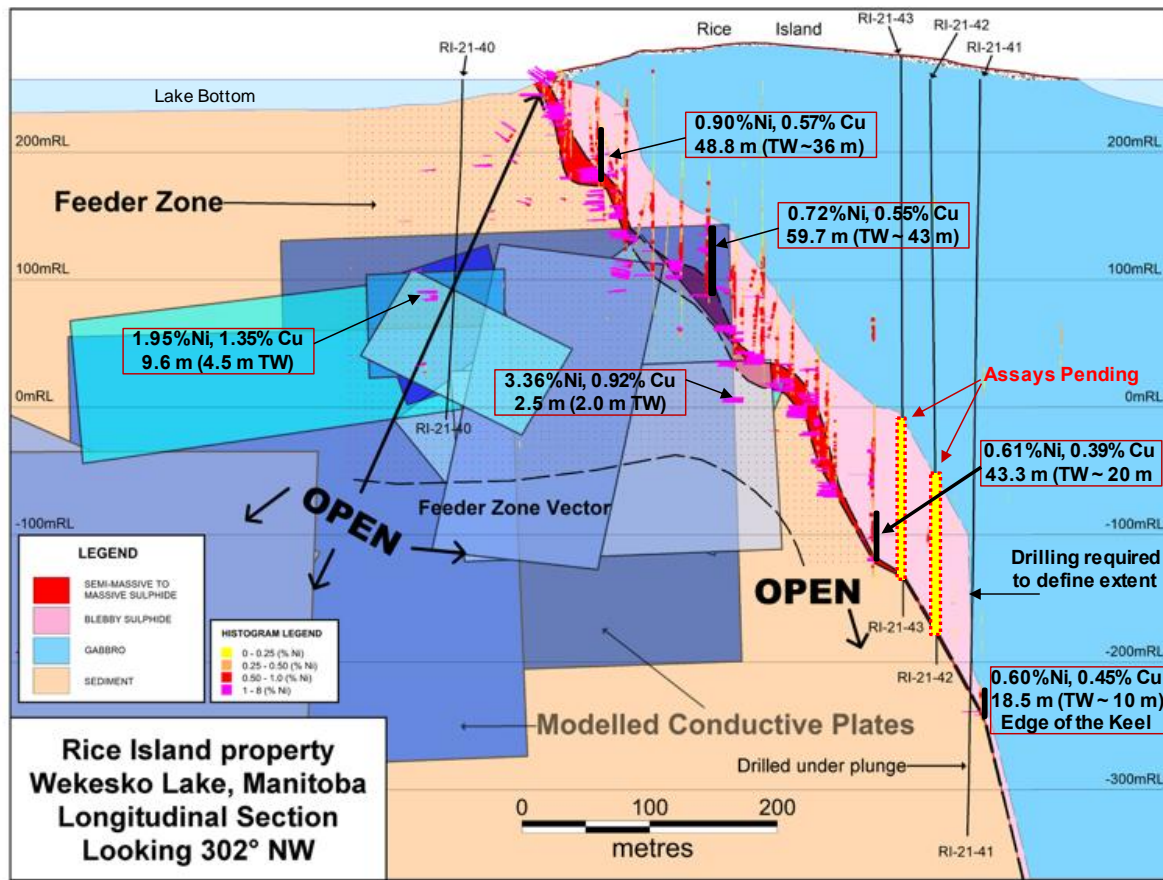 RI-21-43
RI-21-42
RI-21-41
Rice Island
RI-21-40
Lake Bottom
200mRL
200mRL
0.90%Ni, 0.57% Cu
48.8 m (TW~36 m)
Feeder Zone
0.72%Ni, 0.55% Cu
59.7 m (TW~ 43 m)
100mRL
100mRL
1.95%Ni, 1.35% Cu
9.6 m (4.5 m TW)
3.36%Ni, 0.92% Cu
2.5 m (2.0 m TW)
Assays Pending
0mRL
0mRL
RI-21-40
0.61%Ni, 0.39% Cu
43.3 m (TW~ 20 m
OPEN
Feeder Zone Vector
-100mRL
-100mRL
Drilling required
to define extent
OPEN
RI-21-43
LEGEND
SEMI-MASSIVE TO
MASSIVE SULPHIDE
BLEBBY SULPHIDE
GABBRO
SEDIMENT
HISTOGRAM LEGEND
0 - 0.25 (% Ni)
0.25 - 0.50 (% Ni)
0.50 - 1.0 (% Ni)
1 - 8 (% Ni)
-200mRL
RI-21-42
0.60%Ni, 0.45% Cu
18.5 m (TW~ 10 m)
Edge of the Keel
Modelled Conductive Plates
Drilled under plunge
-300mRL
Rice Island property
Wekesko Lake, Manitoba
Longitudinal Section
Looking 302° NW
0 100 200
metres
RI-21-41